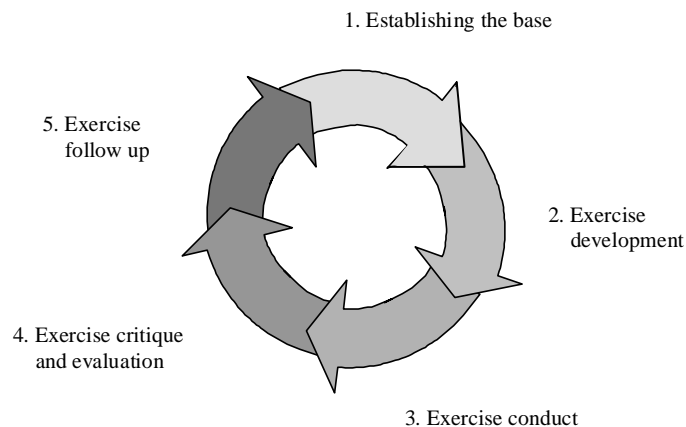 1. Establishing the base
2. Exercise
development
3. Exercise conduct
4. Exercise critique
and evaluation
5. Exercise
follow up